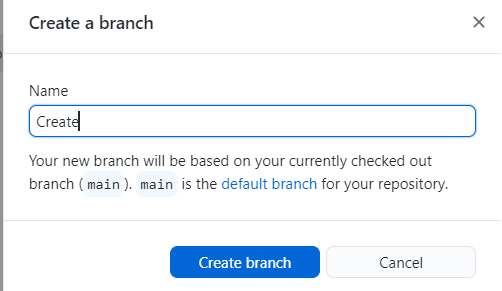 Create a branch
Name
Create
Your new branch will be based on your currently checked out
branch (main). main is the default branch for your repository.
Create branch
Cancel